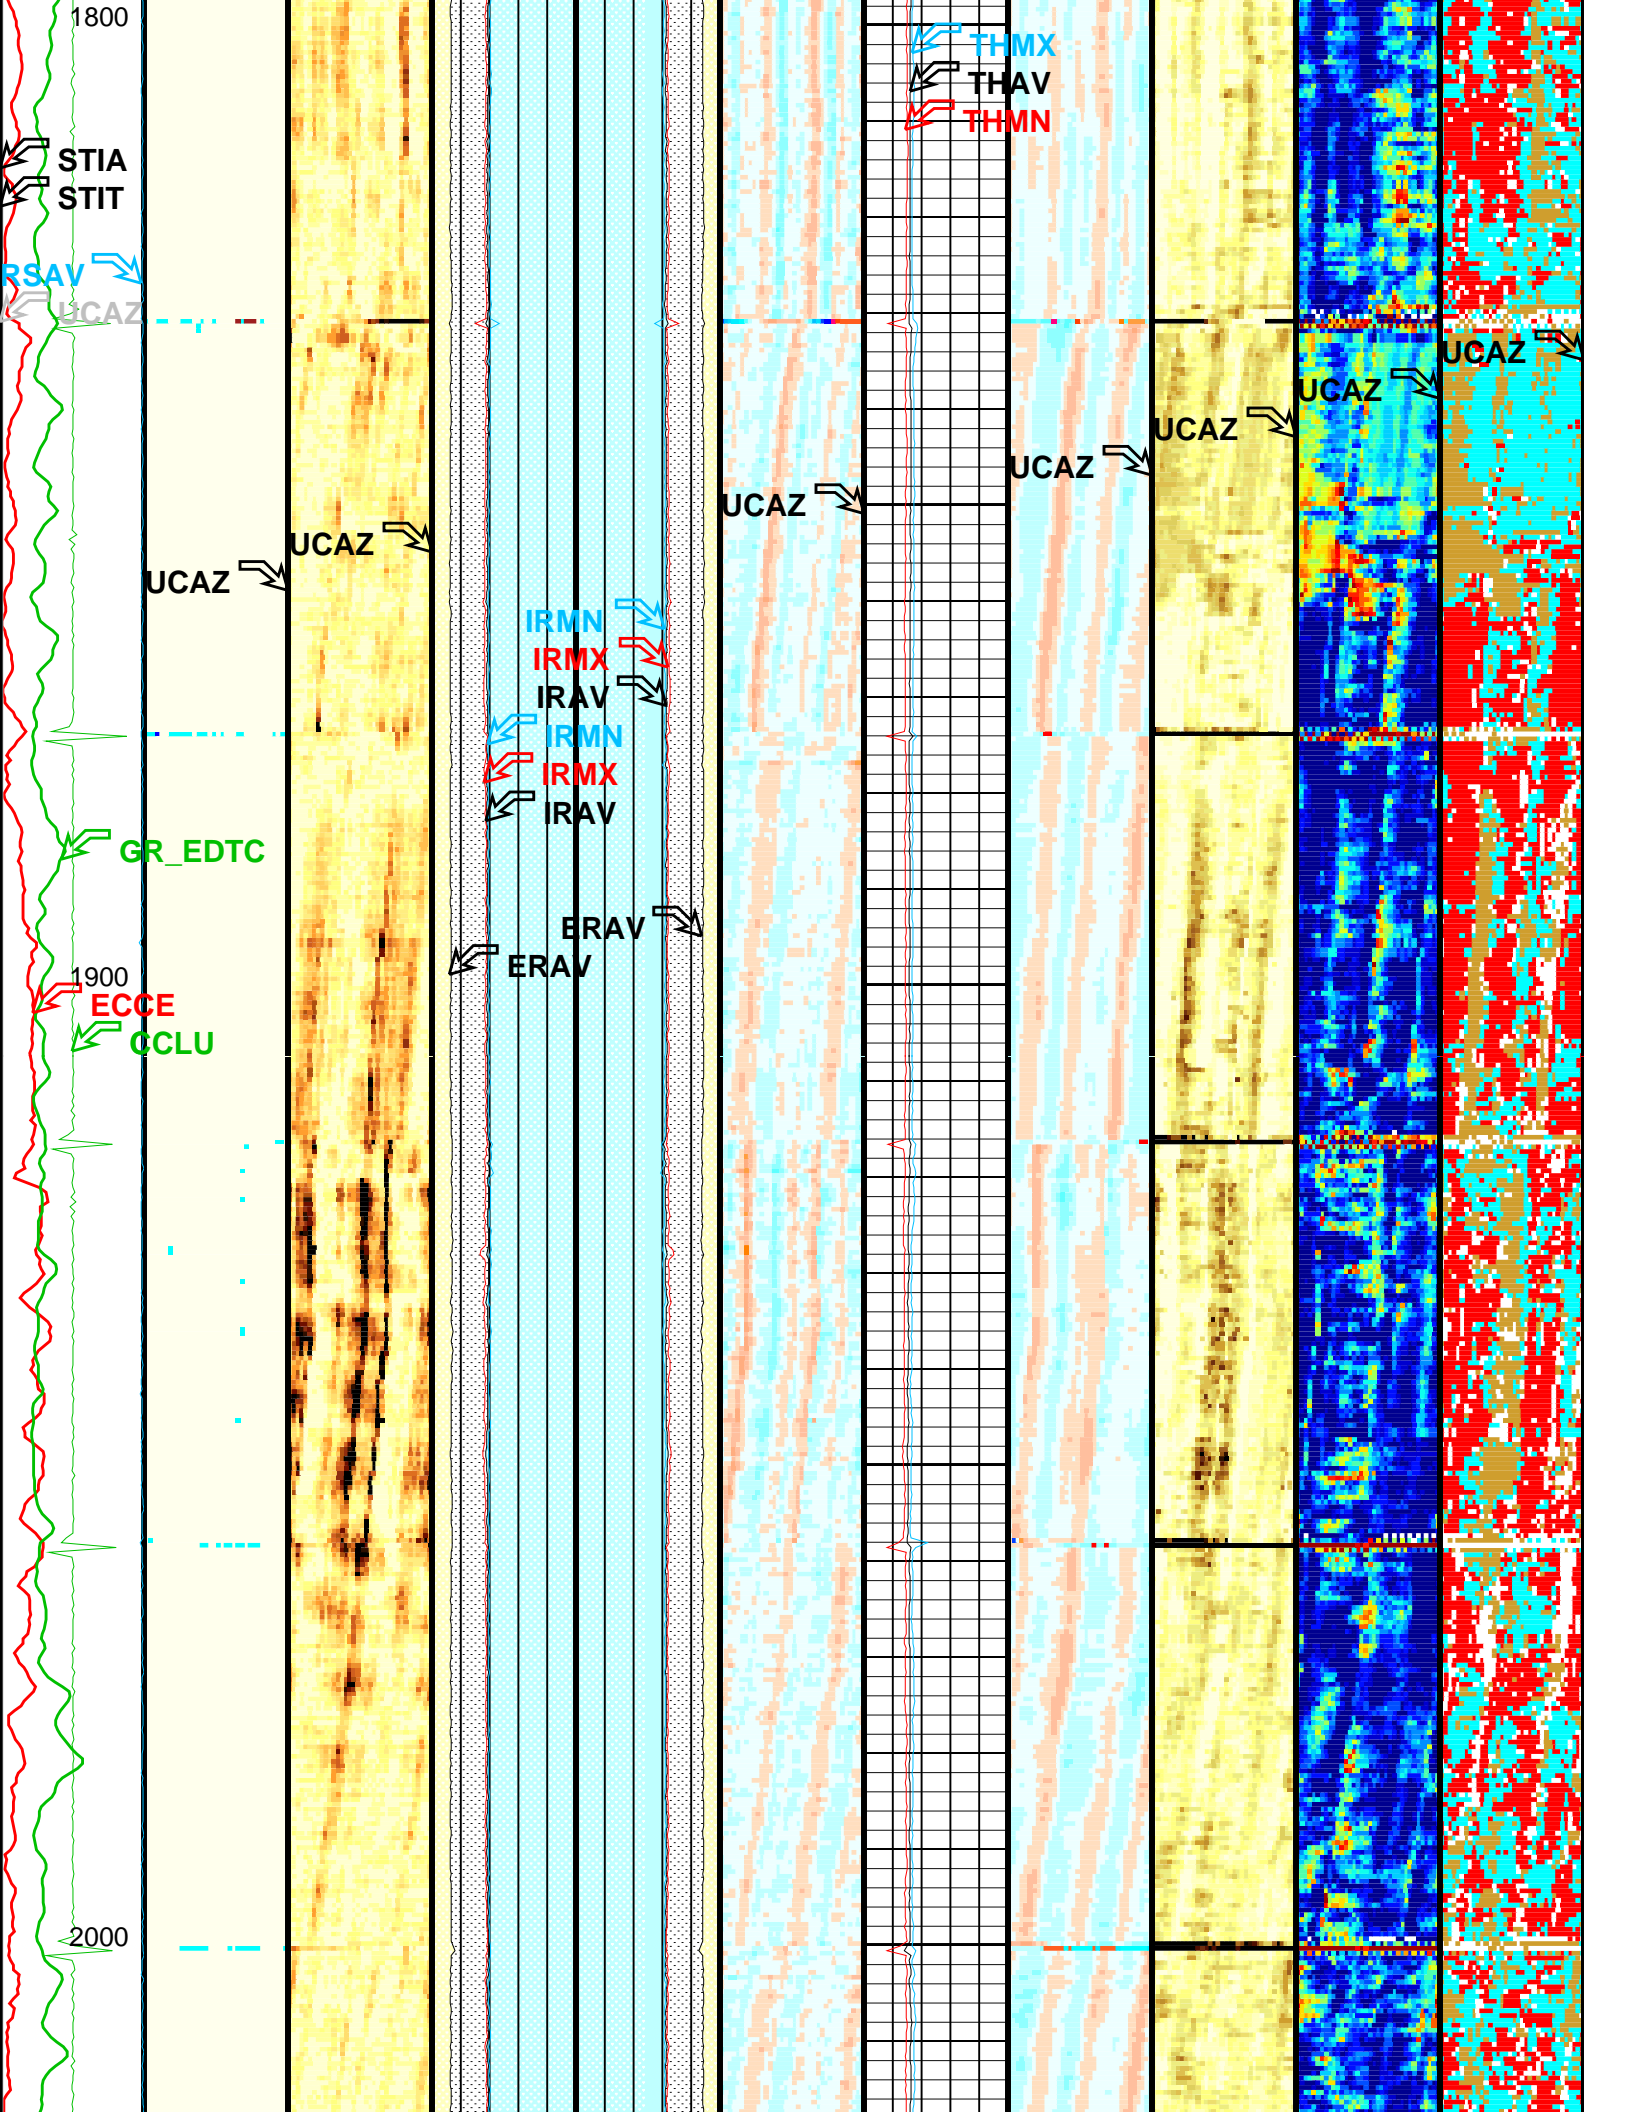 1800
THMX
THAV
THMN
STIA
STIT
RSAV
UCAZ
UCAZ
UCAZ
UCAZ
UCAZ
UCAZ
UCAZ
UCAZ
IRMN
IRMX
IRAV
IRMN
IRMX
IRAV
GR_EDTC
ERAV
ERAV
1900
ECCE
CCLU
2000